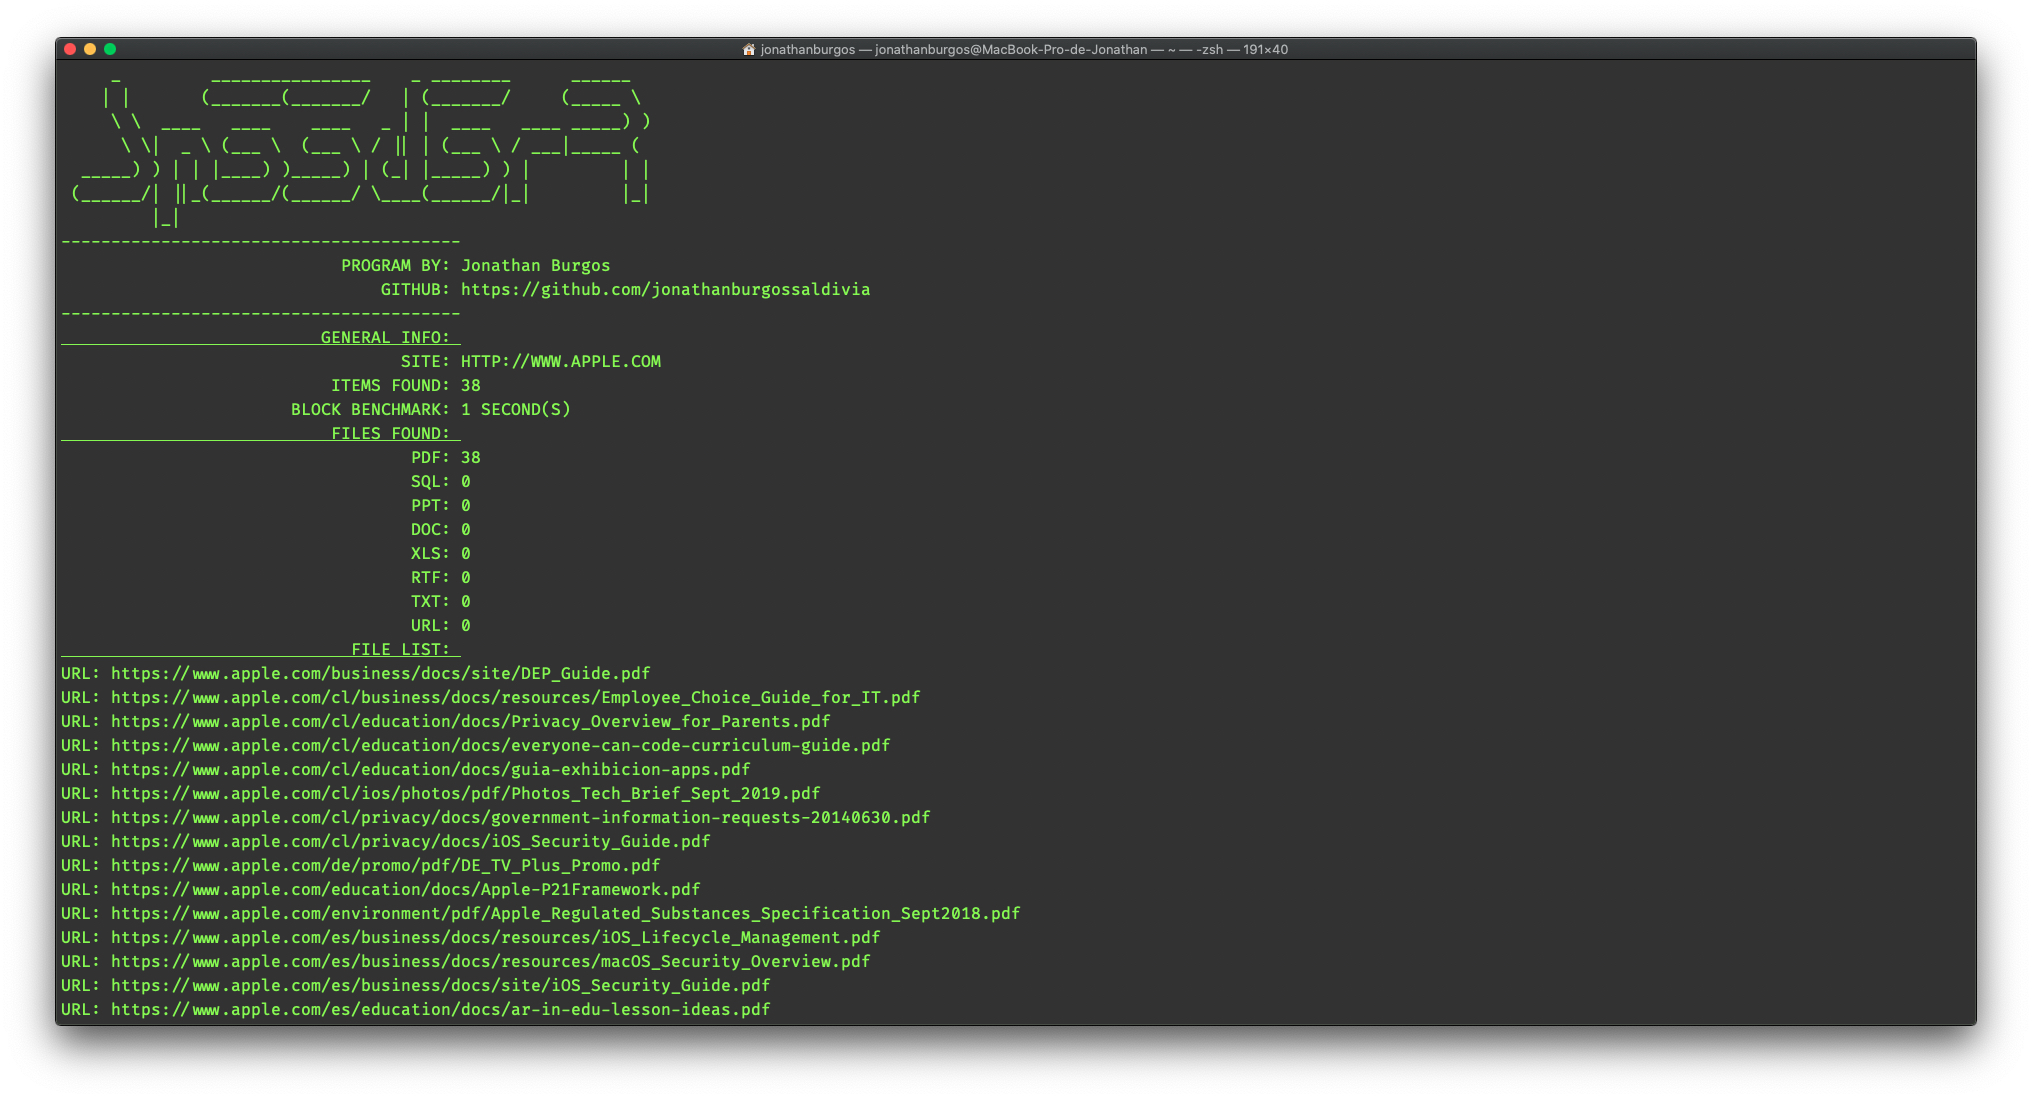 jonathanburgos — jonathanburgos@MacBook-Pro-de-Jonathan — ~ — -zsh — 191×40
----------------------------------------
PROGRAM BY: Jonathan Burgos
GITHUB: https://github.com/jonathanburgossaldivia
----------------------------------------
GENERAL INFO:
SITE: HTTP://WWW.APPLE.COM
ITEMS FOUND: 38
BLOCK BENCHMARK: 1 SECOND(S)
FILES FOUND:
PDF: 38
SQL: 0
PPT: 0
DOC: 0
XLS: 0
RTF: 0
TXT: 0
URL: 0
FILE LIST:
URL: https://www.apple.com/business/docs/site/DEP_Guide.pdf
URL: https://www.apple.com/cl/business/docs/resources/Employee_Choice_Guide_for_IT.pdf
URL: https://www.apple.com/cl/education/docs/Privacy_Overview_for_Parents.pdf
URL: https://www.apple.com/cl/education/docs/everyone-can-code-curriculum-guide.pdf
URL: https://www.apple.com/cl/education/docs/guia-exhibicion-apps.pdf
URL: https://www.apple.com/cl/ios/photos/pdf/Photos_Tech_Brief_Sept_2019.pdf
URL: https://www.apple.com/cl/privacy/docs/government-information-requests-20140630.pdf
URL: https://www.apple.com/cl/privacy/docs/iOS_Security_Guide.pdf
URL: https://www.apple.com/de/promo/pdf/DE_TV_Plus_Promo.pdf
URL: https://www.apple.com/education/docs/Apple-P21Framework.pdf
URL: https://www.apple.com/environment/pdf/Apple_Regulated_Substances_Specification_Sept2018.pdf
URL: https://www.apple.com/es/business/docs/resources/iOS_Lifecycle_Management.pdf
URL: https://www.apple.com/es/business/docs/resources/macOS_Security_Overview.pdf
URL: https://www.apple.com/es/business/docs/site/iOS_Security_Guide.pdf
URL: https://www.apple.com/es/education/docs/ar-in-edu-lesson-ideas.pdf